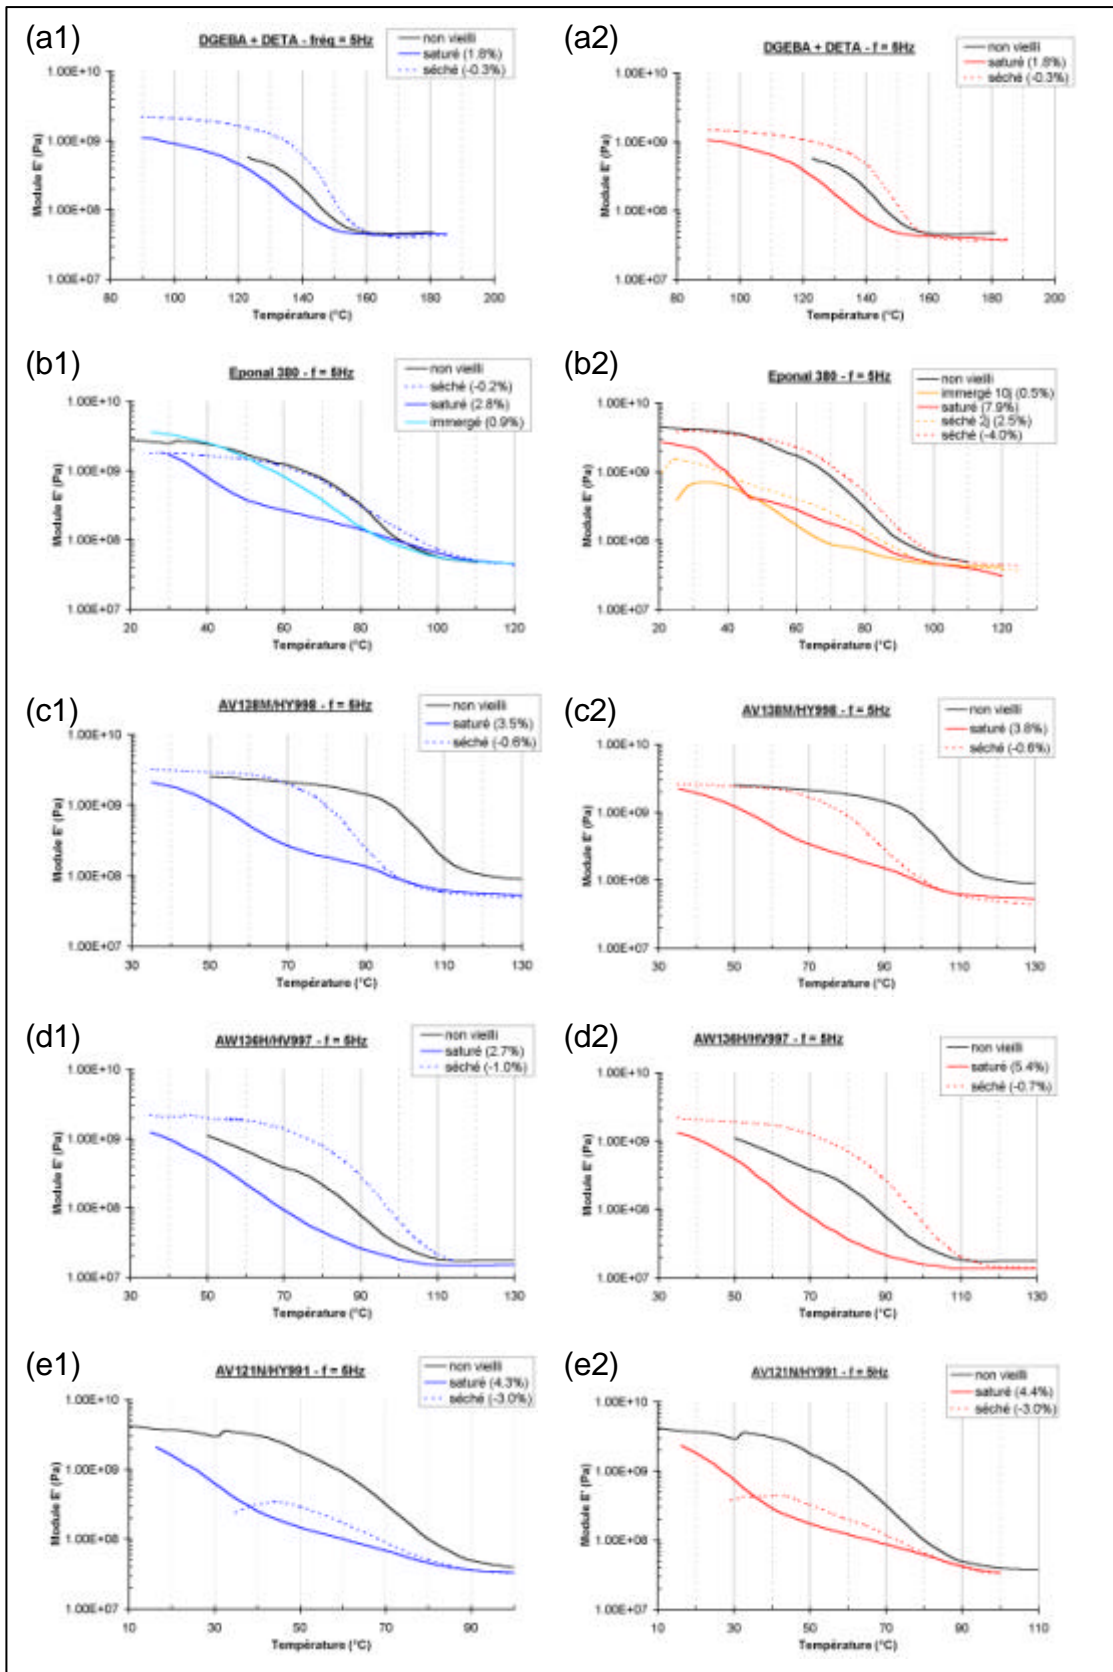 (a1)
DGEBA + DETA - fréq = 5Hz
non vieilli
saturé (1.8%)
séché (-0.3%)
1.00E+10
1.00E+09
1.00E+08
1.00E+07
Module E' (Pa)
80 100 120 140 160 180 200
Température (°C)
(a2)
DGEBA + DETA - f = 5Hz
non vieilli
saturé (1.8%)
séché (-0.3%)
1.00E+10
1.00E+09
1.00E+08
1.00E+07
Module E' (Pa)
80 100 120 140 160 180 200
Température (°C)
(b1)
Eponal 380 - f = 5Hz
non vieilli
séché (-0.2%)
saturé (2.8%)
immergé (0.9%)
1.00E+10
1.00E+09
1.00E+08
1.00E+07
Module E' (Pa)
20 40 60 80 100 120
Température (°C)
(b2)
Eponal 380 - f = 5Hz
non vieilli
immergé 10j (0.5%)
saturé (7.9%)
séché 2j (2.5%)
séché (-4.0%)
1.00E+10
1.00E+09
1.00E+08
1.00E+07
Module E' (Pa)
20 40 60 80 100 120
Température (°C)
(c1)
AV138M/HY998 - f = 5Hz
non vieilli
saturé (3.5%)
séché (-0.6%)
1.00E+10
1.00E+09
1.00E+08
1.00E+07
Module E' (Pa)
30 50 70 90 110 130
Température (°C)
(c2)
AV138M/HY998 - f = 5Hz
non vieilli
saturé (3.8%)
séché (-0.6%)
1.00E+10
1.00E+09
1.00E+08
1.00E+07
Module E' (Pa)
30 50 70 90 110 130
Température (°C)
(d1)
AW136H/HV997 - f = 5Hz
non vieilli
saturé (2.7%)
séché (-1.0%)
1.00E+10
1.00E+09
1.00E+08
1.00E+07
Module E' (Pa)
30 50 70 90 110 130
Température (°C)
(d2)
AW136H/HV997 - f = 5Hz
non vieilli
saturé (5.4%)
séché (-0.7%)
1.00E+10
1.00E+09
1.00E+08
1.00E+07
Module E' (Pa)
30 50 70 90 110 130
Température (°C)
(e1)
AV121N/HY991 - f = 5Hz
non vieilli
saturé (4.3%)
séché (-3.0%)
1.00E+10
1.00E+09
1.00E+08
1.00E+07
Module E' (Pa)
10 30 50 70 90
Température (°C)
(e2)
AV121N/HY991 - f = 5Hz
non vieilli
saturé (4.4%)
séché (-3.0%)
1.00E+10
1.00E+09
1.00E+08
1.00E+07
Module E' (Pa)
10 30 50 70 90 110
Température (°C)